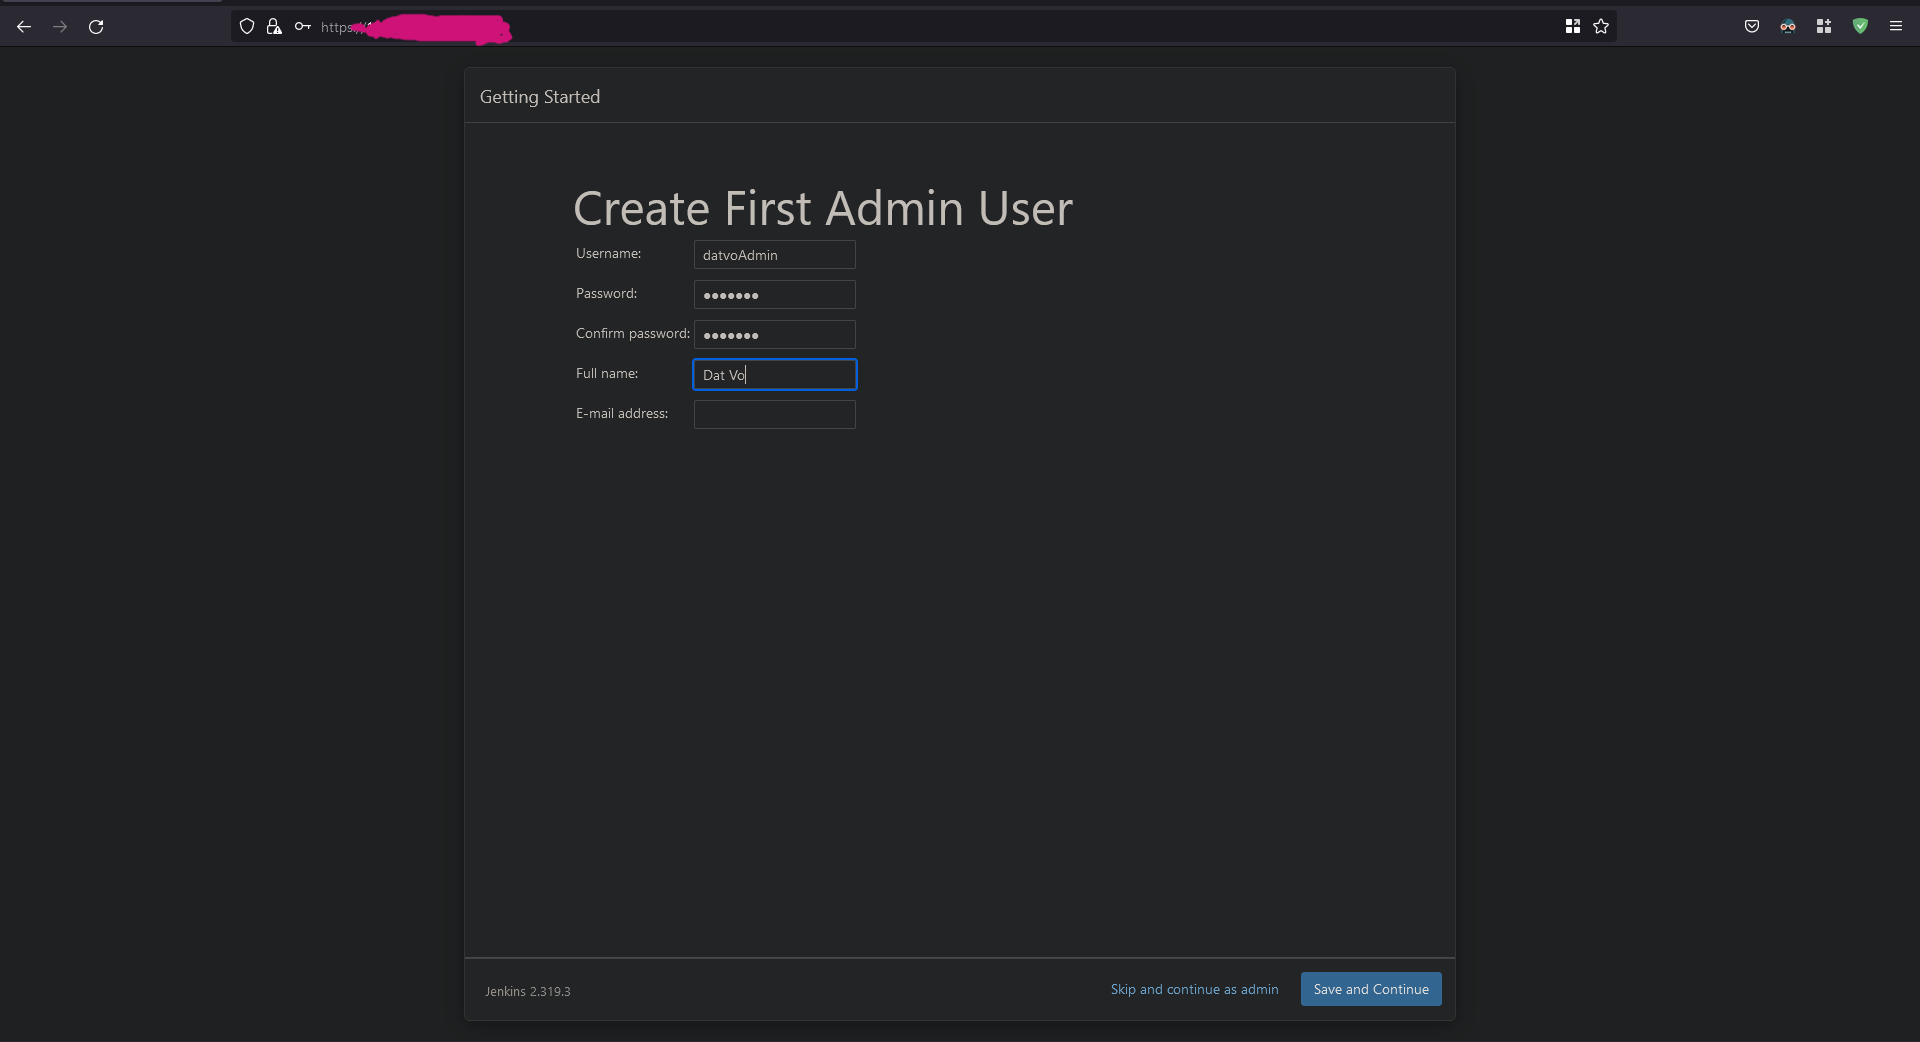 https://
Getting Started
Create First Admin User
Username: datvoAdmin
Password: ●●●●●●●
Confirm password: ●●●●●●●
Full name: Dat Vo
E-mail address:
Jenkins 2.319.3
Skip and continue as admin
Save and Continue